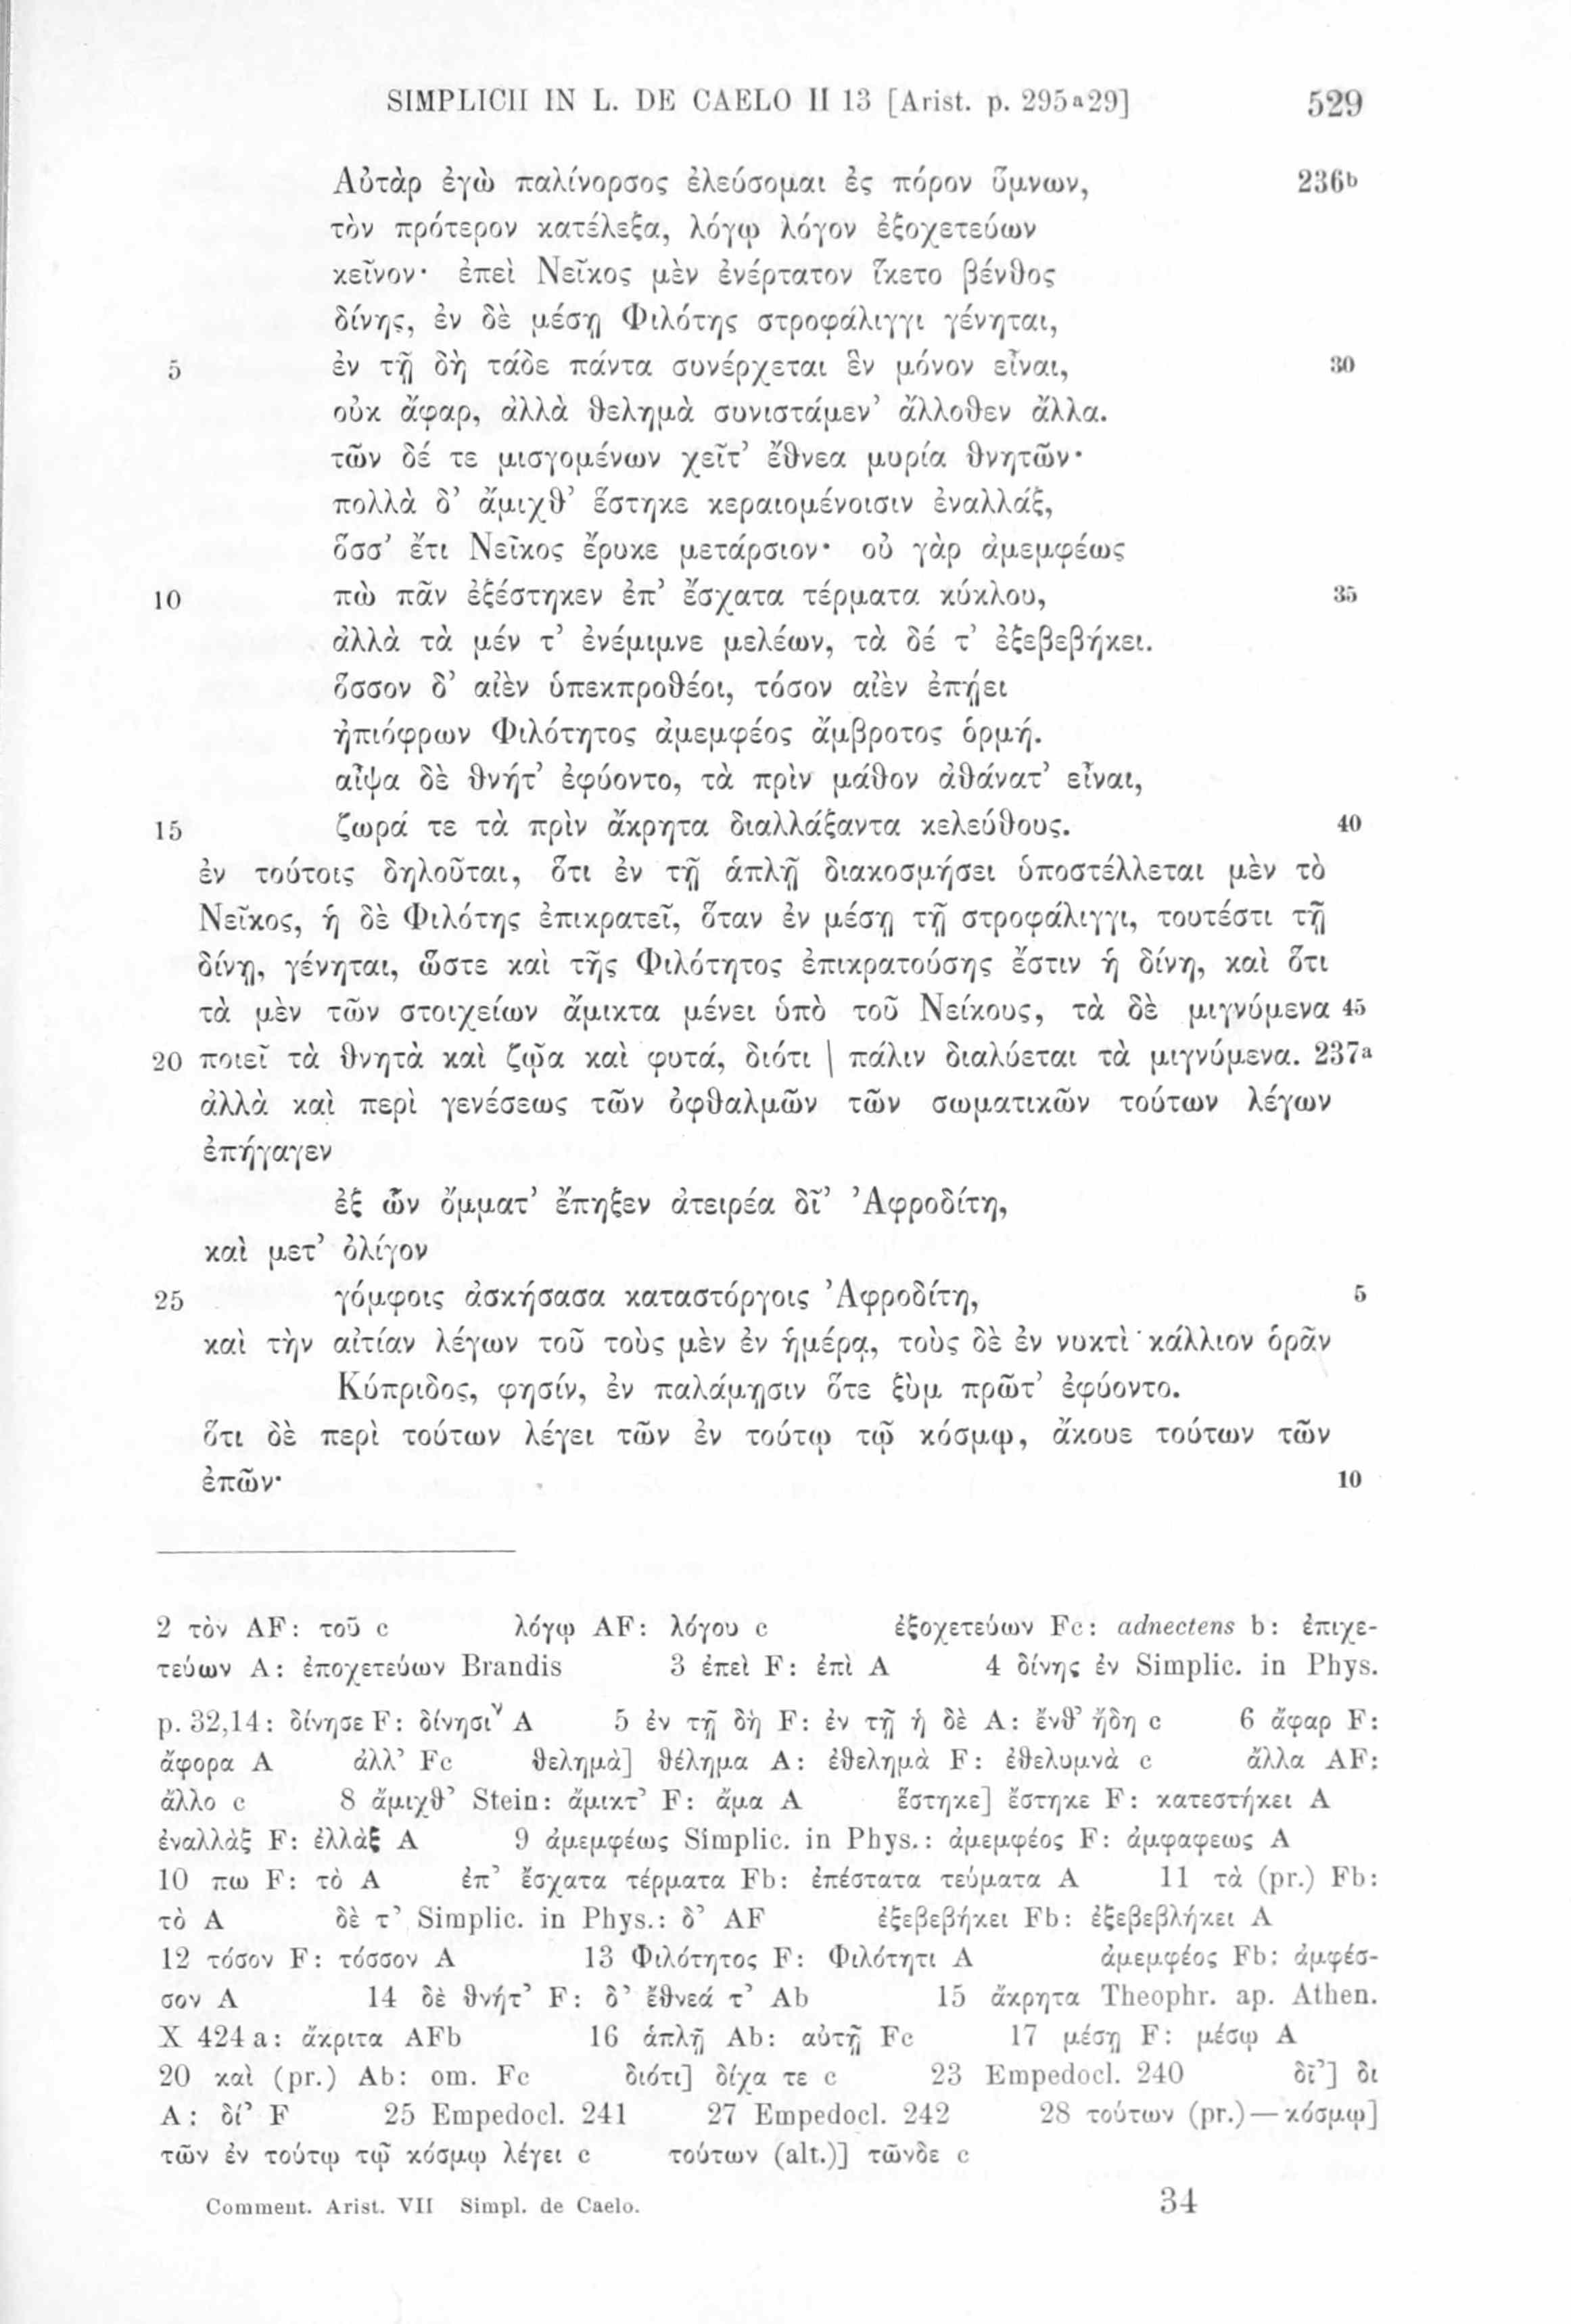 SIMPLICII IN L. DE CAELO II 13 [Arist. p. 295a29] 529
Αὐτὰρ ἐγὼ παλίνορσος ἐλεύσομαι ἐς πόρον ὕμνων, 236b
τὸν πρότερον κατέλεξα, λόγῳ λόγον ἐξοχετεύων
κεῖνον· ἐπεὶ Νεῖκος μὲν ἐνέρτατον ἵκετο βένθος
δίνης, ἐν δὲ μέσῃ Φιλότης στροφάλιγγι γένηται,
5 ἐν τῇ δὴ τάδε πάντα συνέρχεται ἓν μόνον εἶναι, 30
οὐκ ἄφαρ, ἀλλὰ θελημὰ συνιστάμεν’ ἄλλοθεν ἄλλα.
τῶν δέ τε μισγομένων χεῖτ’ ἔθνεα μυρία θνητῶν·
πολλὰ δ’ ἄμιχθ’ ἕστηκε κεραιομένοισιν ἐναλλάξ,
ὅσσ’ ἔτι Νεῖκος ἔρυκε μετάρσιον· οὐ γὰρ ἀμεμφέως
10 πὼ πᾶν ἐξέστηκεν ἐπ’ ἔσχατα τέρματα κύκλου, 35
ἀλλὰ τὰ μέν τ’ ἐνέμιμνε μελέων, τὰ δέ τ’ ἐξεβεβήκει.
ὅσσον δ’ αἰὲν ὑπεκπροθέοι, τόσον αἰὲν ἐπῄει
ἠπιόφρων Φιλότητος ἀμεμφέος ἄμβροτος ὁρμή.
αἶψα δὲ θνήτ’ ἐφύοντο, τὰ πρὶν μάθον ἀθάνατ’ εἶναι,
15 ζωρά τε τὰ πρὶν ἄκρητα διαλλάξαντα κελεύθους. 40
ἐν τούτοις δηλοῦται, ὅτι ἐν τῇ ἁπλῇ διακοσμήσει ὑποστέλλεται μὲν τὸ
Νεῖκος, ἡ δὲ Φιλότης ἐπικρατεῖ, ὅταν ἐν μέσῃ τῇ στροφάλιγγι, τουτέστι τῇ
δίνῃ, γένηται, ὥστε καὶ τῆς Φιλότητος ἐπικρατούσης ἔστιν ἡ δίνη, καὶ ὅτι
τὰ μὲν τῶν στοιχείων ἄμικτα μένει ὑπὸ τοῦ Νείκους, τὰ δὲ μιγνύμενα 45
20 ποιεῖ τὰ θνητὰ καὶ ζῷα καὶ φυτά, διότι | πάλιν διαλύεται τὰ μιγνύμενα. 237a
ἀλλὰ καὶ περὶ γενέσεως τῶν ὀφθαλμῶν τῶν σωματικῶν τούτων λέγων
ἐπήγαγεν
ἐξ ὧν ὄμματ’ ἔπηξεν ἀτειρέα δῖ’ Ἀφροδίτη,
καὶ μετ’ ὀλίγον
25 γόμφοις ἀσκήσασα καταστόργοις Ἀφροδίτη, 5
καὶ τὴν αἰτίαν λέγων τοῦ τοὺς μὲν ἐν ἡμέρᾳ, τοὺς δὲ ἐν νυκτὶ κάλλιον ὁρᾶν
Κύπριδος, φησίν, ἐν παλάμῃσιν ὅτε ξὺμ πρῶτ’ ἐφύοντο.
ὅτι δὲ περὶ τούτων λέγει τῶν ἐν τούτῳ τῷ κόσμῳ, ἄκουε τούτων τῶν
ἐπῶν· 10
2 τὸν AF: τοῦ c λόγῳ AF: λόγου c ἐξοχετεύων Fc: adnectens b: ἐπιχε-
τεύων A: ἐποχετεύων Brandis 3 ἐπεὶ F: ἐπὶ A 4 δίνης ἐν Simplic. in Phys.
p. 32,14: δίνησε F: δίνησιν A 5 ἐν τῇ δὴ F: ἐν τῇ ἡ δὲ A: ἔνθ’ ἤδη c 6 ἄφαρ F:
ἄφορα A ἀλλ’ Fc θελημὰ] θέλημα A: ἐθελημὰ F: ἐθελυμνὰ c ἄλλα AF:
ἄλλο c 8 ἄμιχθ’ Stein: ἄμικτ’ F: ἄμα A ἕστηκε] ἔστηκε F: κατεστήκει A
ἐναλλὰξ F: ἐλλὰξ A 9 ἀμεμφέως Simplic. in Phys.: ἀμεμφέος F: ἀμφαφεως A
10 πω F: τὸ A ἐπ’ ἔσχατα τέρματα Fb: ἐπέστατα τεύματα A 11 τὰ (pr.) Fb:
τὸ A δὲ τ’ Simplic. in Phys.: δ’ AF ἐξεβεβήκει Fb: ἐξεβεβλήκει A
12 τόσον F: τόσσον A 13 Φιλότητος F: Φιλότητι A ἀμεμφέος Fb: ἀμφέσ-
σον A 14 δὲ θνήτ’ F: δ’ ἔθνεά τ’ Ab 15 ἄκρητα Theophr. ap. Athen.
X 424 a: ἄκριτα AFb 16 ἁπλῇ Ab: αὐτῇ Fc 17 μέσῃ F: μέσῳ A
20 καὶ (pr.) Ab: om. Fc διότι] δίχα τε c 23 Empedocl. 240 δῖ’] δι
A: δί’ F 25 Empedocl. 241 27 Empedocl. 242 28 τούτων (pr.)—κόσμῳ]
τῶν ἐν τούτῳ τῷ κόσμῳ λέγει c τούτων (alt.)] τῶνδε c
Comment. Arist. VII Simpl. de Caelo. 34